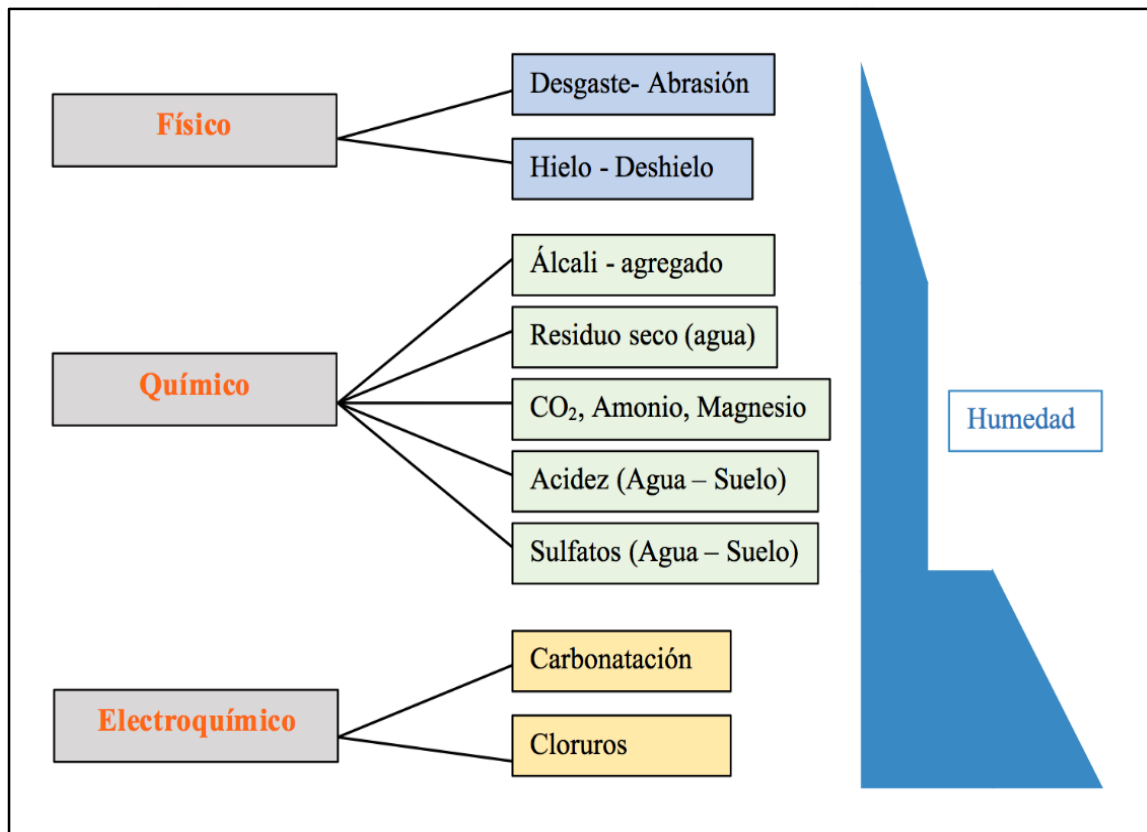 Físico
Desgaste- Abrasión
Hielo - Deshielo
Químico
Álcali - agregado
Residuo seco (agua)
CO₂, Amonio, Magnesio
Acidez (Agua – Suelo)
Sulfatos (Agua – Suelo)
Humedad
Electroquímico
Carbonatación
Cloruros